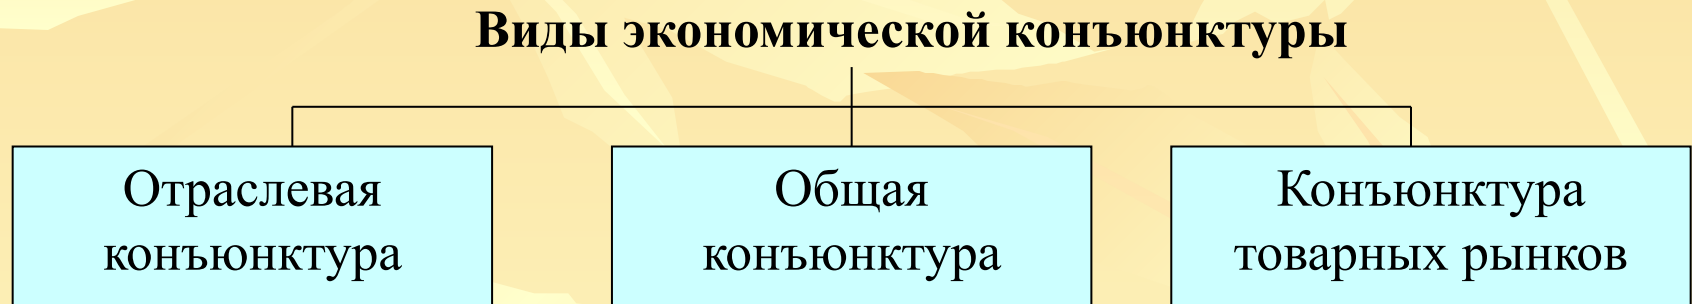 Виды экономической конъюнктуры
Отраслевая
конъюнктура
Общая
конъюнктура
Конъюнктура
товарных рынков